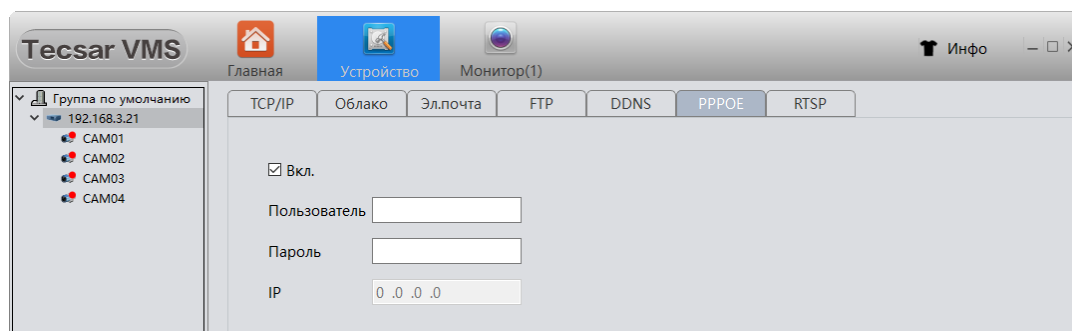 Tecsar VMS
Главная
Устройство
Монитор(1)
Инфо
Группа по умолчанию
192.168.3.21
CAM01
CAM02
CAM03
CAM04
TCP/IP Облако Эл.почта FTP DDNS PPPOE RTSP
Вкл.
Пользователь
Пароль
IP 0 .0 .0 .0